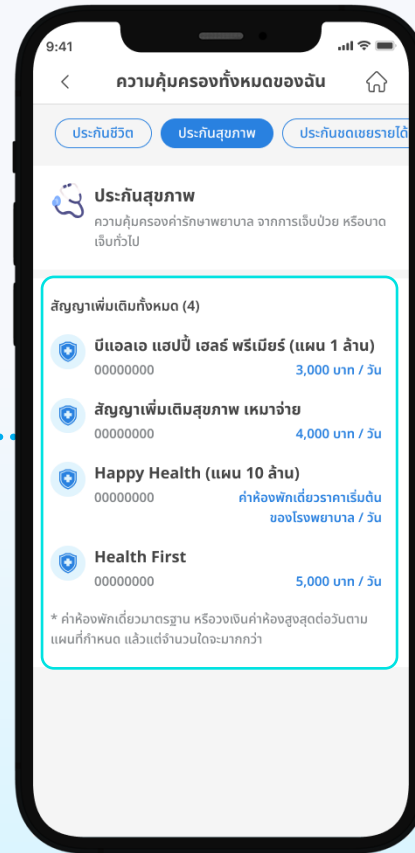 9:41
ความคุ้มครองทั้งหมดของฉัน
ประกันชีวิต
ประกันสุขภาพ
ประกันชดเชยรายได้
ประกันสุขภาพ
ความคุ้มครองค่ารักษาพยาบาล จากการเจ็บป่วย หรือบาด
เจ็บทั่วไป
สัญญาเพิ่มเติมทั้งหมด (4)
บีแอลเอ แฮปปี้ เฮลธ์ พรีเมียร์ (แผน 1 ล้าน)
00000000 3,000 บาท / วัน
สัญญาเพิ่มเติมสุขภาพ เหมาจ่าย
00000000 4,000 บาท / วัน
Happy Health (แผน 10 ล้าน)
00000000 ค่าห้องพักเดี่ยวราคาเริ่มต้น
ของโรงพยาบาล / วัน
Health First
00000000 5,000 บาท / วัน
* ค่าห้องพักเดี่ยวมาตรฐาน หรือวงเงินค่าห้องสูงสุดต่อวันตาม
แผนที่กำหนด แล้วแต่จำนวนใดจะมากกว่า